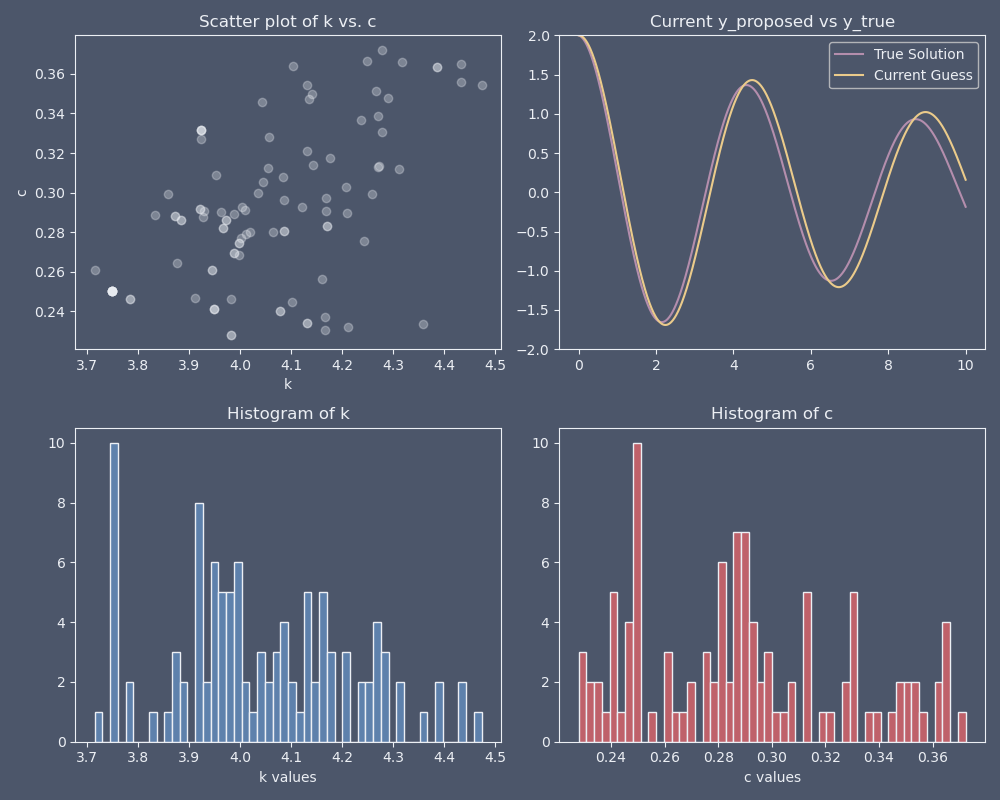 Scatter plot of k vs. c
c
0.36
0.34
0.32
0.30
0.28
0.26
0.24
3.7 3.8 3.9 4.0 4.1 4.2 4.3 4.4 4.5
k
Current y_proposed vs y_true
True Solution
Current Guess
2.0
1.5
1.0
0.5
0.0
−0.5
−1.0
−1.5
−2.0
0 2 4 6 8 10
Histogram of k
10
8
6
4
2
0
3.7 3.8 3.9 4.0 4.1 4.2 4.3 4.4 4.5
k values
Histogram of c
10
8
6
4
2
0
0.24 0.26 0.28 0.30 0.32 0.34 0.36
c values